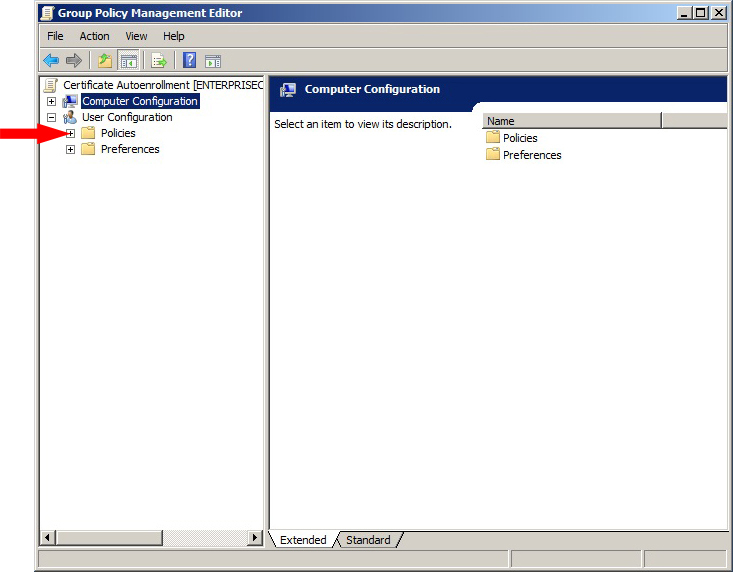 Group Policy Management Editor
File Action View Help
Certificate Autoenrollment [ENTERPRISEC
Computer Configuration
User Configuration
Policies
Preferences
Computer Configuration
Select an item to view its description.
Name
Policies
Preferences
Extended Standard